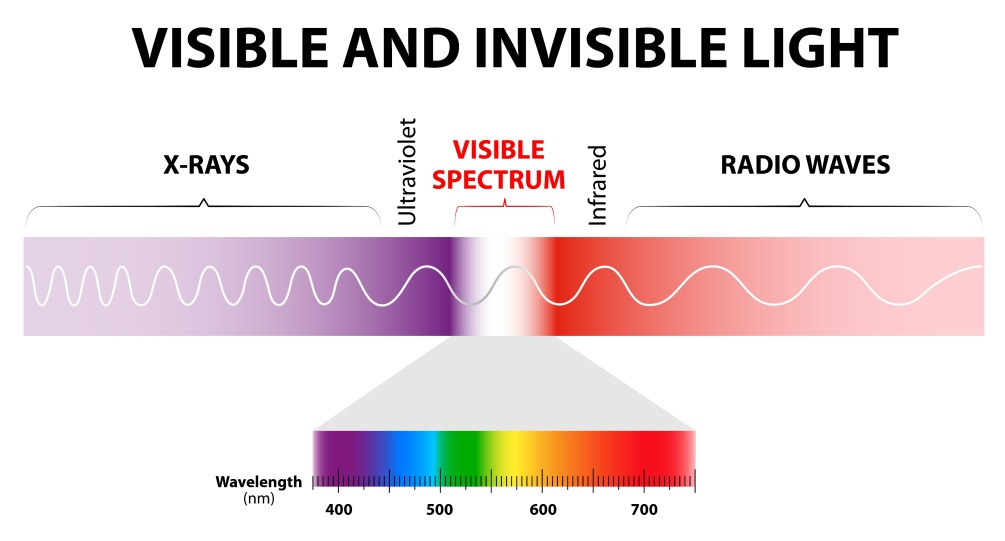 VISIBLE AND INVISIBLE LIGHT
X-RAYS
Ultraviolet
VISIBLE
SPECTRUM
Infrared
RADIO WAVES
Wavelength
(nm)
400
500
600
700